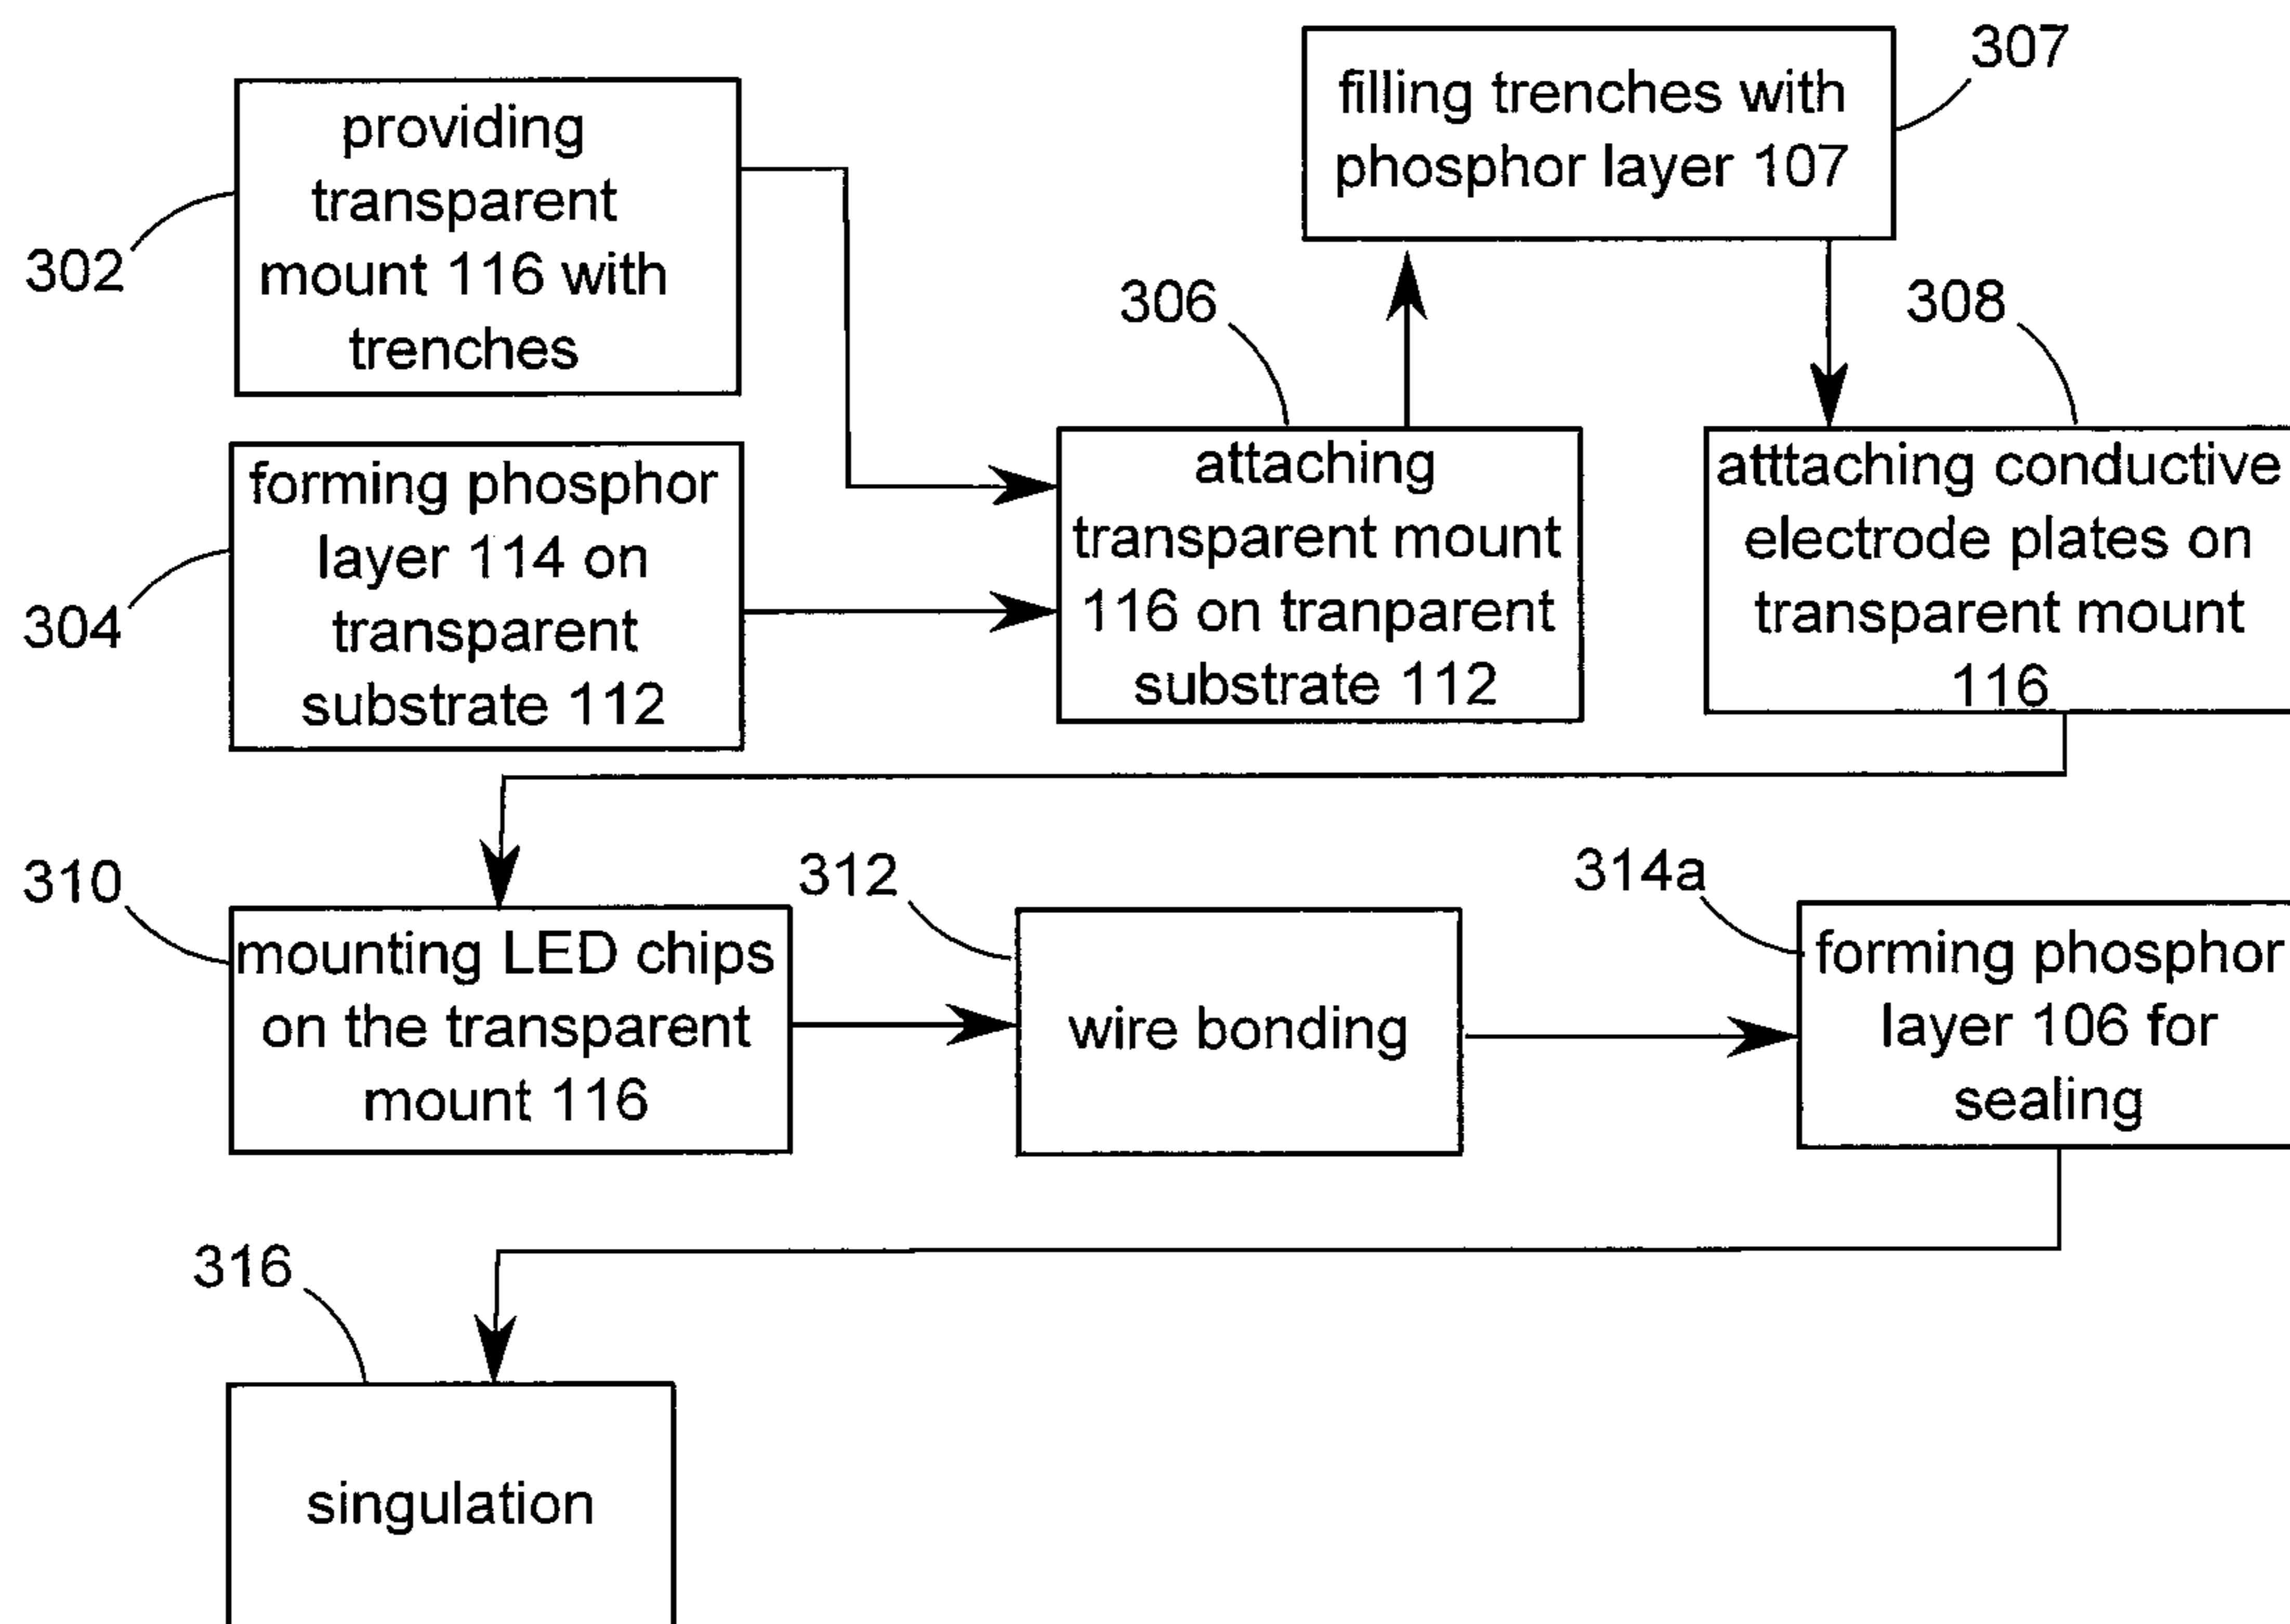 302
providing
transparent
mount 116 with
trenches
304
forming phosphor
layer 114 on
transparent
substrate 112
306
attaching
transparent mount
116 on tranparent
substrate 112
307
filling trenches with
phosphor layer 107
308
atttaching conductive
electrode plates on
transparent mount
116
310
mounting LED chips
on the transparent
mount 116
312
wire bonding
314a
forming phosphor
layer 106 for
sealing
316
singulation